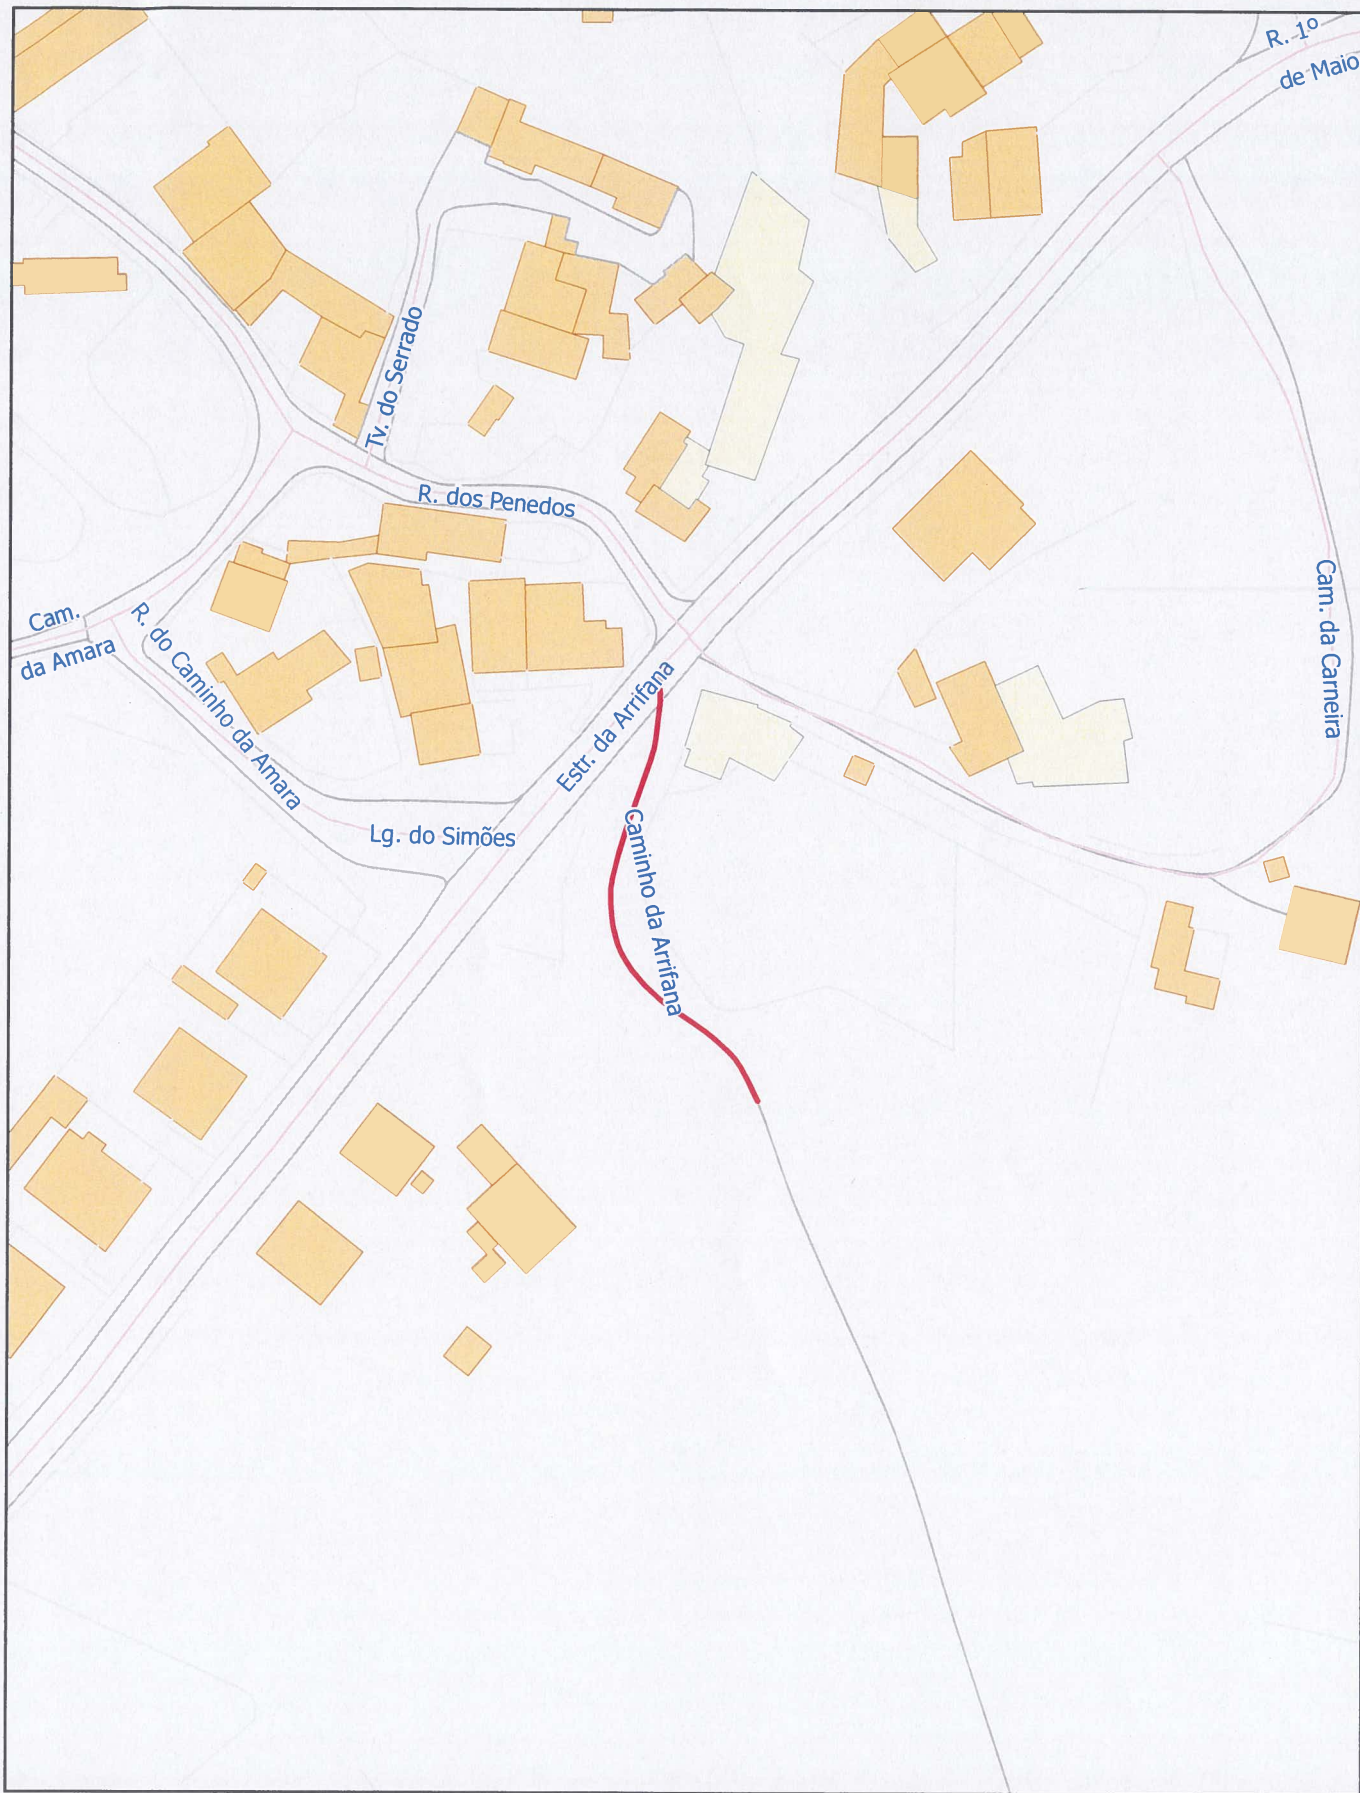 R. 1º
de Maio
Tv. do Serrado
R. dos Penedos
Cam.
da Amara
R. do Caminho da Amara
Estr. da Arrifana
Lg. do Simões
Caminho da Arrifana
Cam. da Carneira